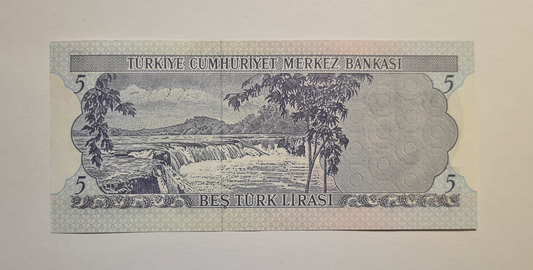 TÜRKİYE CUMHURİYET MERKEZ BANKASI
5 5
5 5
BEŞ TÜRK LİRASI